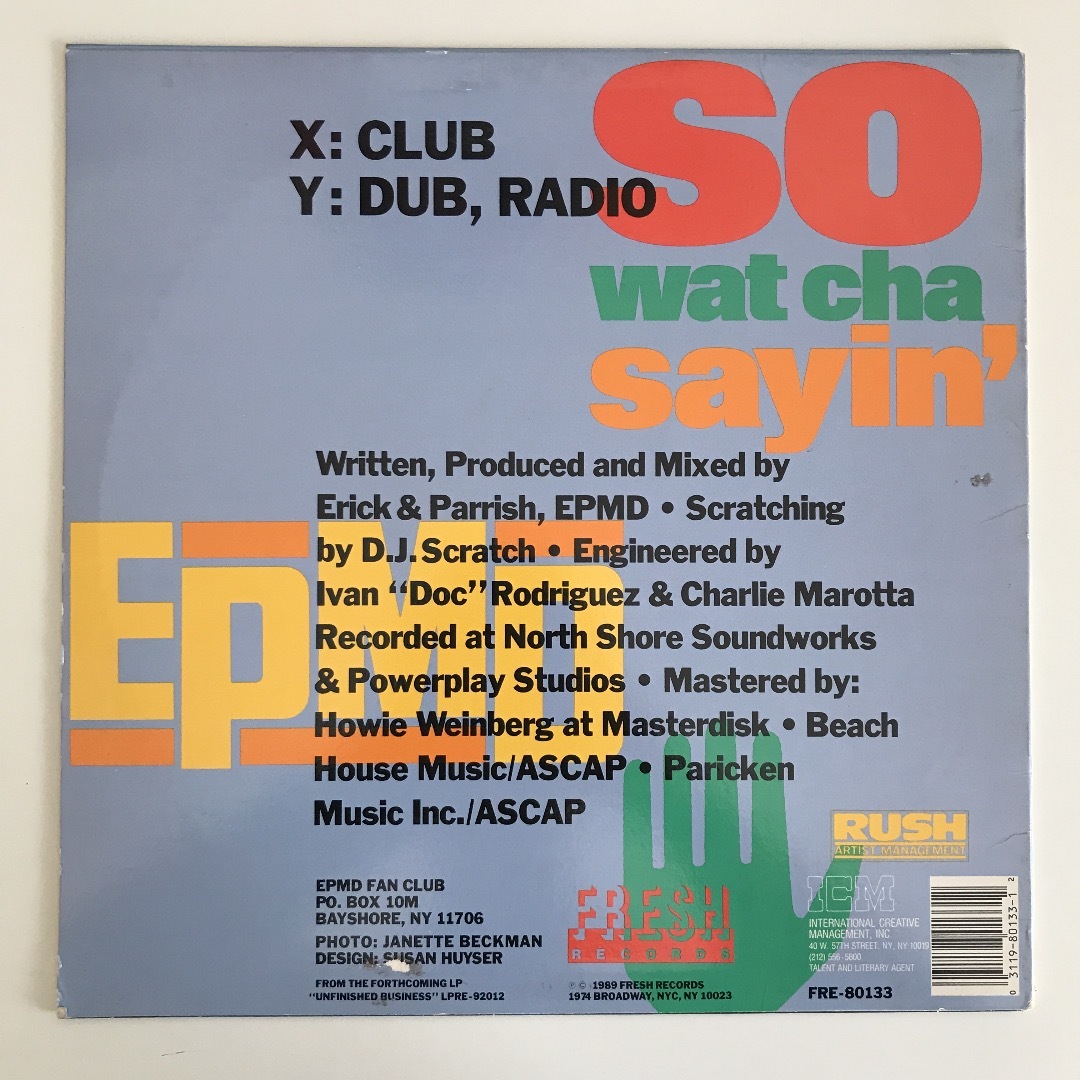 X: CLUB
Y: DUB, RADIO
SO
wat cha
sayin'
Written, Produced and Mixed by
Erick & Parrish, EPMD • Scratching
by D.J. Scratch • Engineered by
Ivan “Doc” Rodriguez & Charlie Marotta
Recorded at North Shore Soundworks
& Powerplay Studios • Mastered by:
Howie Weinberg at Masterdisk • Beach
House Music/ASCAP • Paricken
Music Inc./ASCAP
EPMD
EPMD FAN CLUB
PO. BOX 10M
BAYSHORE, NY 11706
PHOTO: JANETTE BECKMAN
DESIGN: SUSAN HUYSER
FROM THE FORTHCOMING LP
"UNFINISHED BUSINESS" LPRE-92012
FRESH
RECORDS
℗ © 1989 FRESH RECORDS
1974 BROADWAY, NYC, NY 10023
RUSH
ARTIST MANAGEMENT
ICM
INTERNATIONAL CREATIVE
MANAGEMENT, INC.
40 W. 57TH STREET, NY, NY 10019
(212) 556-5600
TALENT AND LITERARY AGENT
FRE-80133
0 3119-80133-1 2